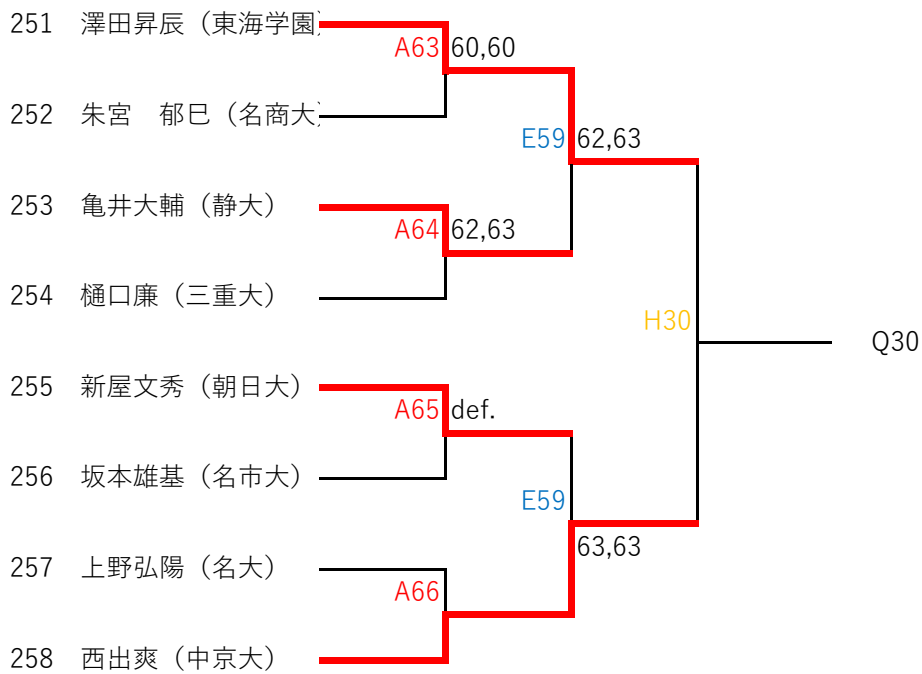 251 澤田昇辰（東海学園）
A63 60,60
252 朱宮　郁巳（名商大）
E59 62,63
253 亀井大輔（静大）
A64 62,63
254 樋口廉（三重大）
H30
Q30
255 新屋文秀（朝日大）
A65 def.
256 坂本雄基（名市大）
E59
63,63
257 上野弘陽（名大）
A66
258 西出爽（中京大）